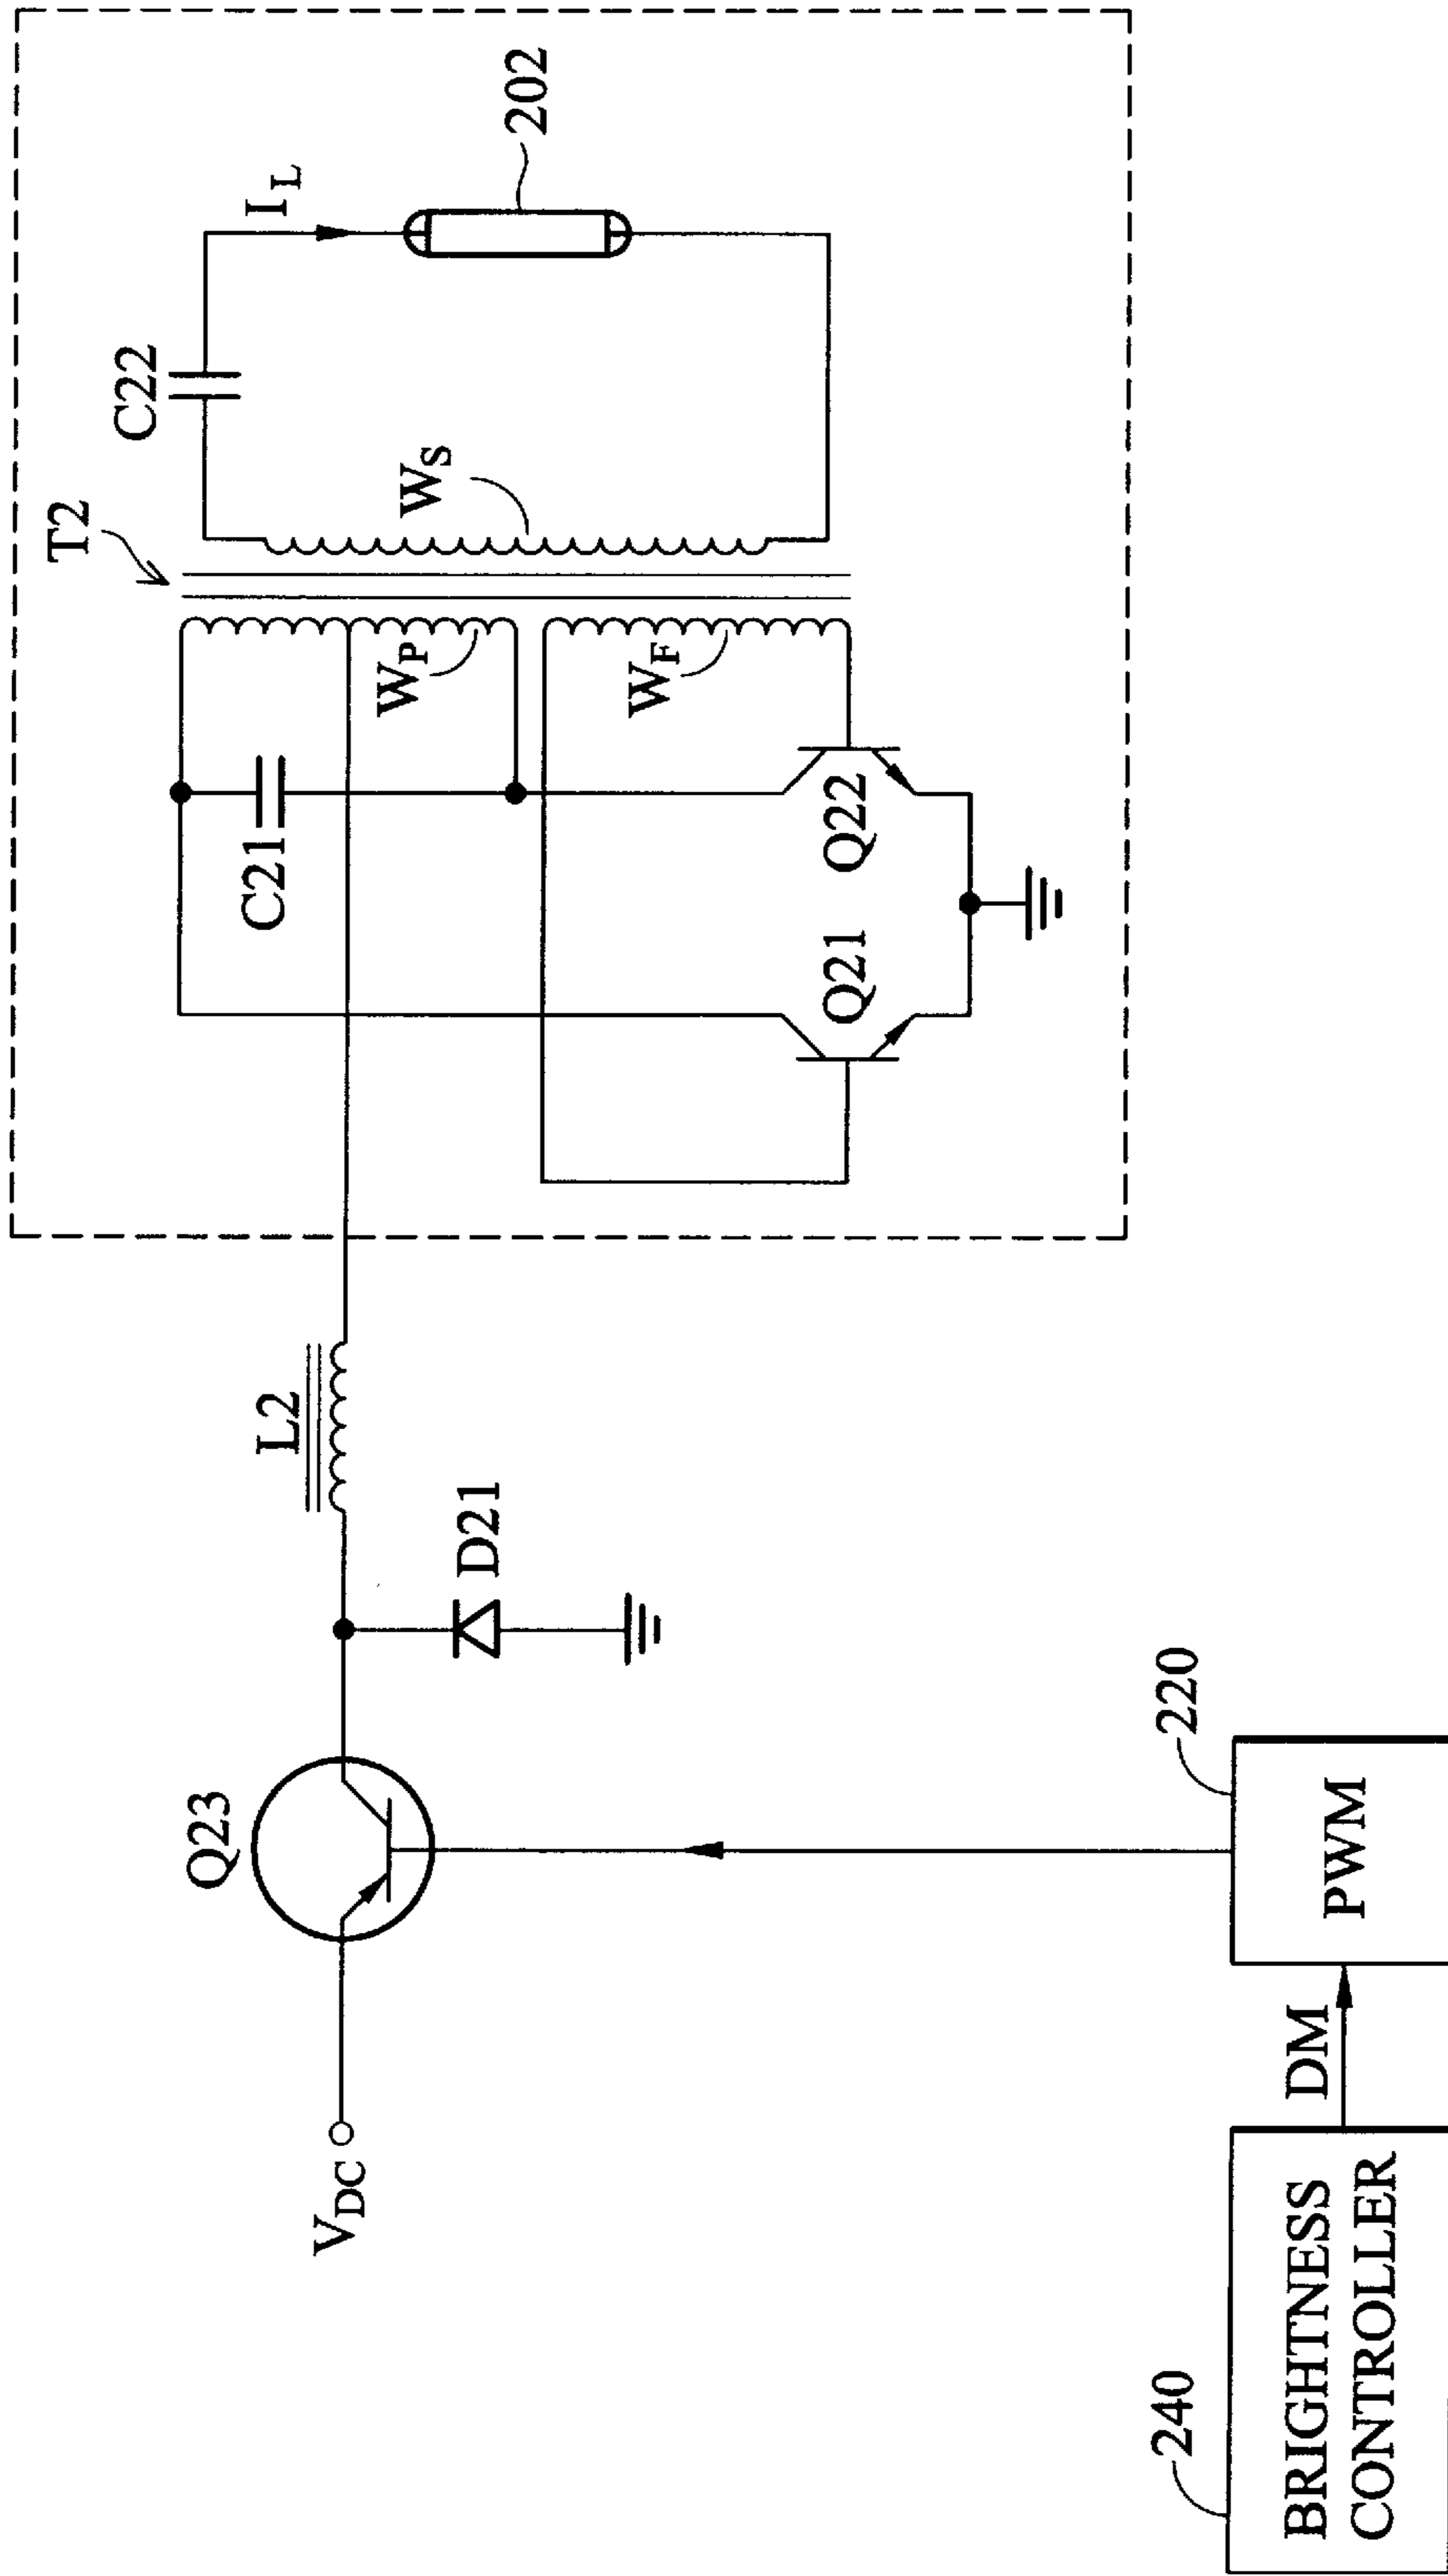 T2
C22
I_L
W_S
202
C21
W_P
W_F
L2
Q21
Q22
Q23
D21
V_DC
220
240
BRIGHTNESS
CONTROLLER
DM
PWM